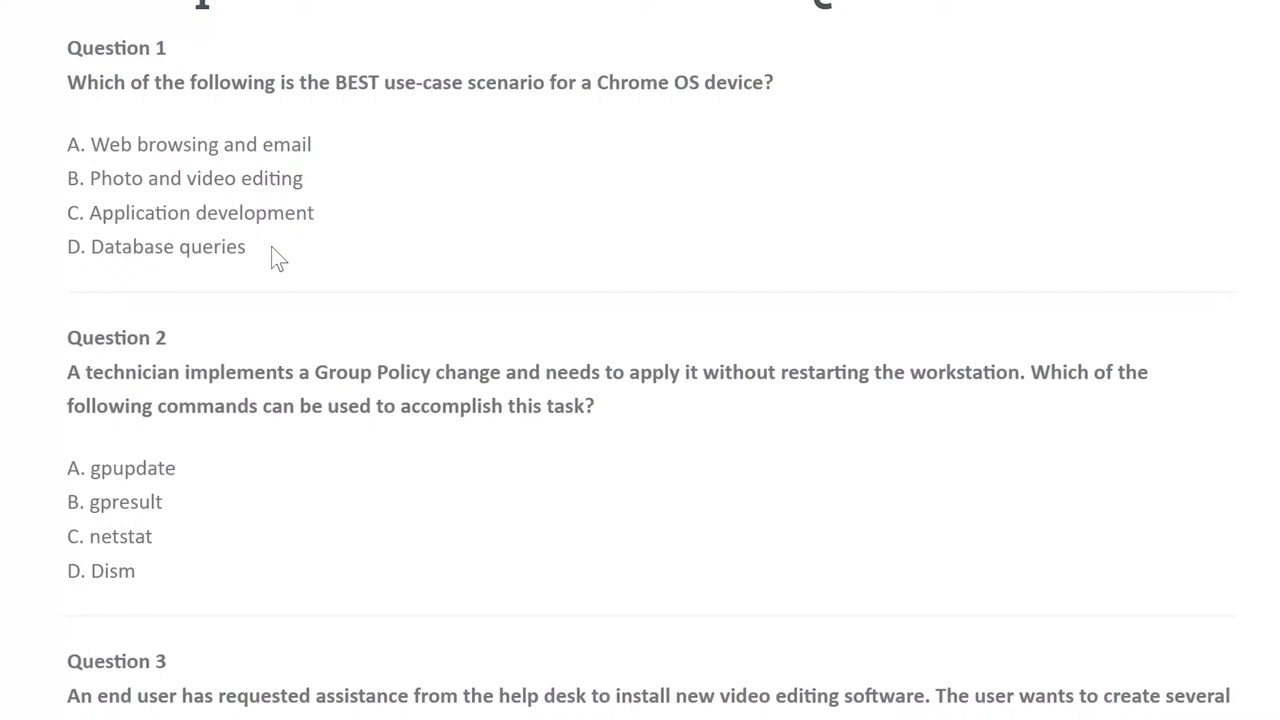 Question 1
Which of the following is the BEST use-case scenario for a Chrome OS device?
A. Web browsing and email
B. Photo and video editing
C. Application development
D. Database queries
Question 2
A technician implements a Group Policy change and needs to apply it without restarting the workstation. Which of the
following commands can be used to accomplish this task?
A. gpupdate
B. gpresult
C. netstat
D. Dism
Question 3
An end user has requested assistance from the help desk to install new video editing software. The user wants to create several